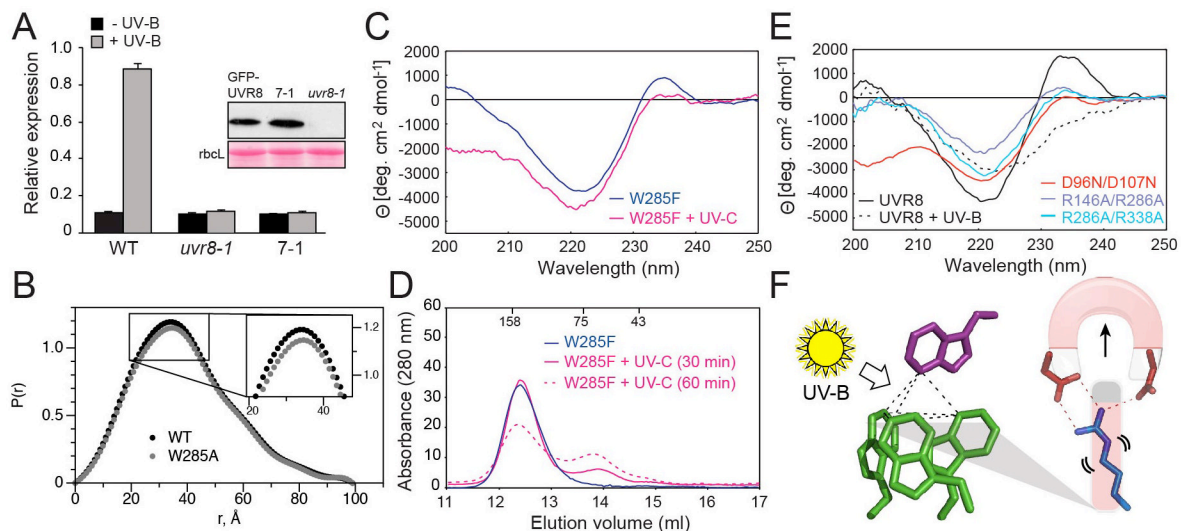 A
- UV-B
+ UV-B
Relative expression
1.0
0.8
0.6
0.4
0.2
0
WT
uvr8-1
7-1
GFP-
UVR8
7-1
uvr8-1
rbcL
B
P(r)
1.0
0.5
0
0
20
40
60
80
100
r, Å
WT
W285A
1.2
1.0
20
40
C
Θ [deg. cm2 dmol-1]
2000
1000
0
-1000
-2000
-3000
-4000
-5000
W285F
W285F + UV-C
200
210
220
230
240
250
Wavelength (nm)
D
Absorbance (280 nm)
60
50
40
30
20
10
0
158
75
43
W285F
W285F + UV-C (30 min)
W285F + UV-C (60 min)
11
12
13
14
15
16
17
Elution volume (ml)
E
Θ [deg. cm2 dmol-1]
2000
1000
0
-1000
-2000
-3000
-4000
-5000
UVR8
UVR8 + UV-B
D96N/D107N
R146A/R286A
R286A/R338A
200
210
220
230
240
250
Wavelength (nm)
F
UV-B